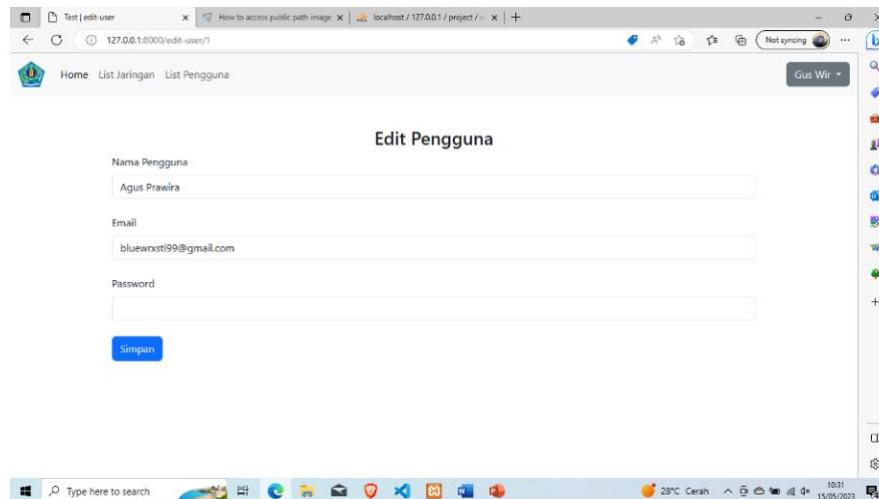 Test | edit-user
How to access public path image
localhost / 127.0.0.1 / project /
127.0.0.1:8000/edit-user/1
Not syncing
Home List Jaringan List Pengguna
Gus Wir
Edit Pengguna
Nama Pengguna
Agus Prawira
Email
bluewrxsti99@gmail.com
Password
Simpan
Type here to search
28°C Cerah
10:31
15/05/2023